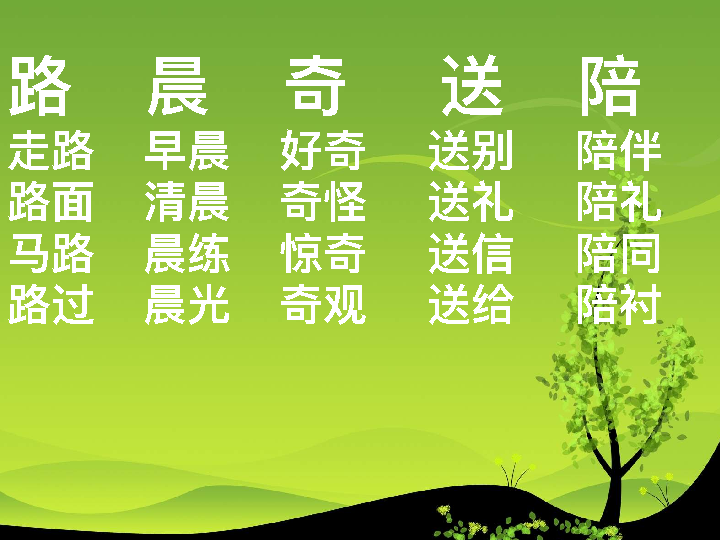 路 晨 奇 送 陪
走路 早晨 好奇 送别 陪伴
路面 清晨 奇怪 送礼 陪礼
马路 晨练 惊奇 送信 陪同
路过 晨光 奇观 送给 陪衬